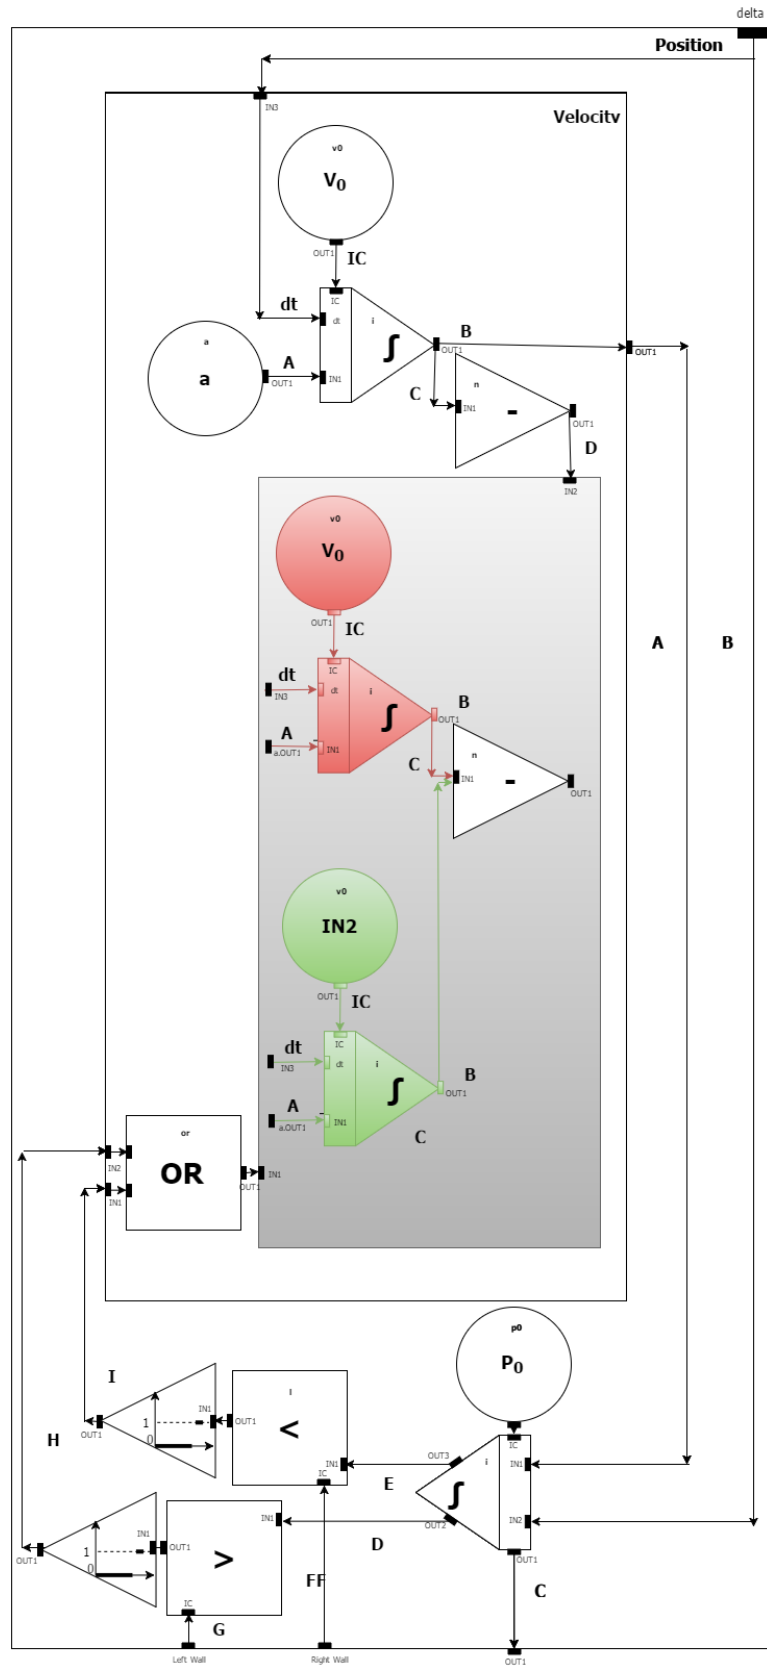 delta
Position
IN3
Velocity
v0
V0
OUT1
IC
IC
dt
dt
i
∫
a
a
A
OUT1
IN1
B
OUT1
OUT1
C
n
IN1
-
OUT1
D
IN2
v0
V0
OUT1
IC
IC
dt
IN3
dt
i
∫
A
a.OUT1
IN1
B
OUT1
C
n
IN1
-
OUT1
A
B
v0
IN2
OUT1
IC
IC
dt
IN3
dt
i
∫
A
a.OUT1
IN1
B
OUT1
C
or
OR
IN2
IN1
OUT1
IN1
p0
P0
IC
I
H
OUT1
1
0
IN1
OUT1
l
<
IN1
IC
OUT3
E
i
∫
IN1
IN2
OUT2
OUT1
D
OUT1
1
0
IN1
OUT1
>
IN1
IC
FF
G
C
Left Wall
Right Wall
OUT1